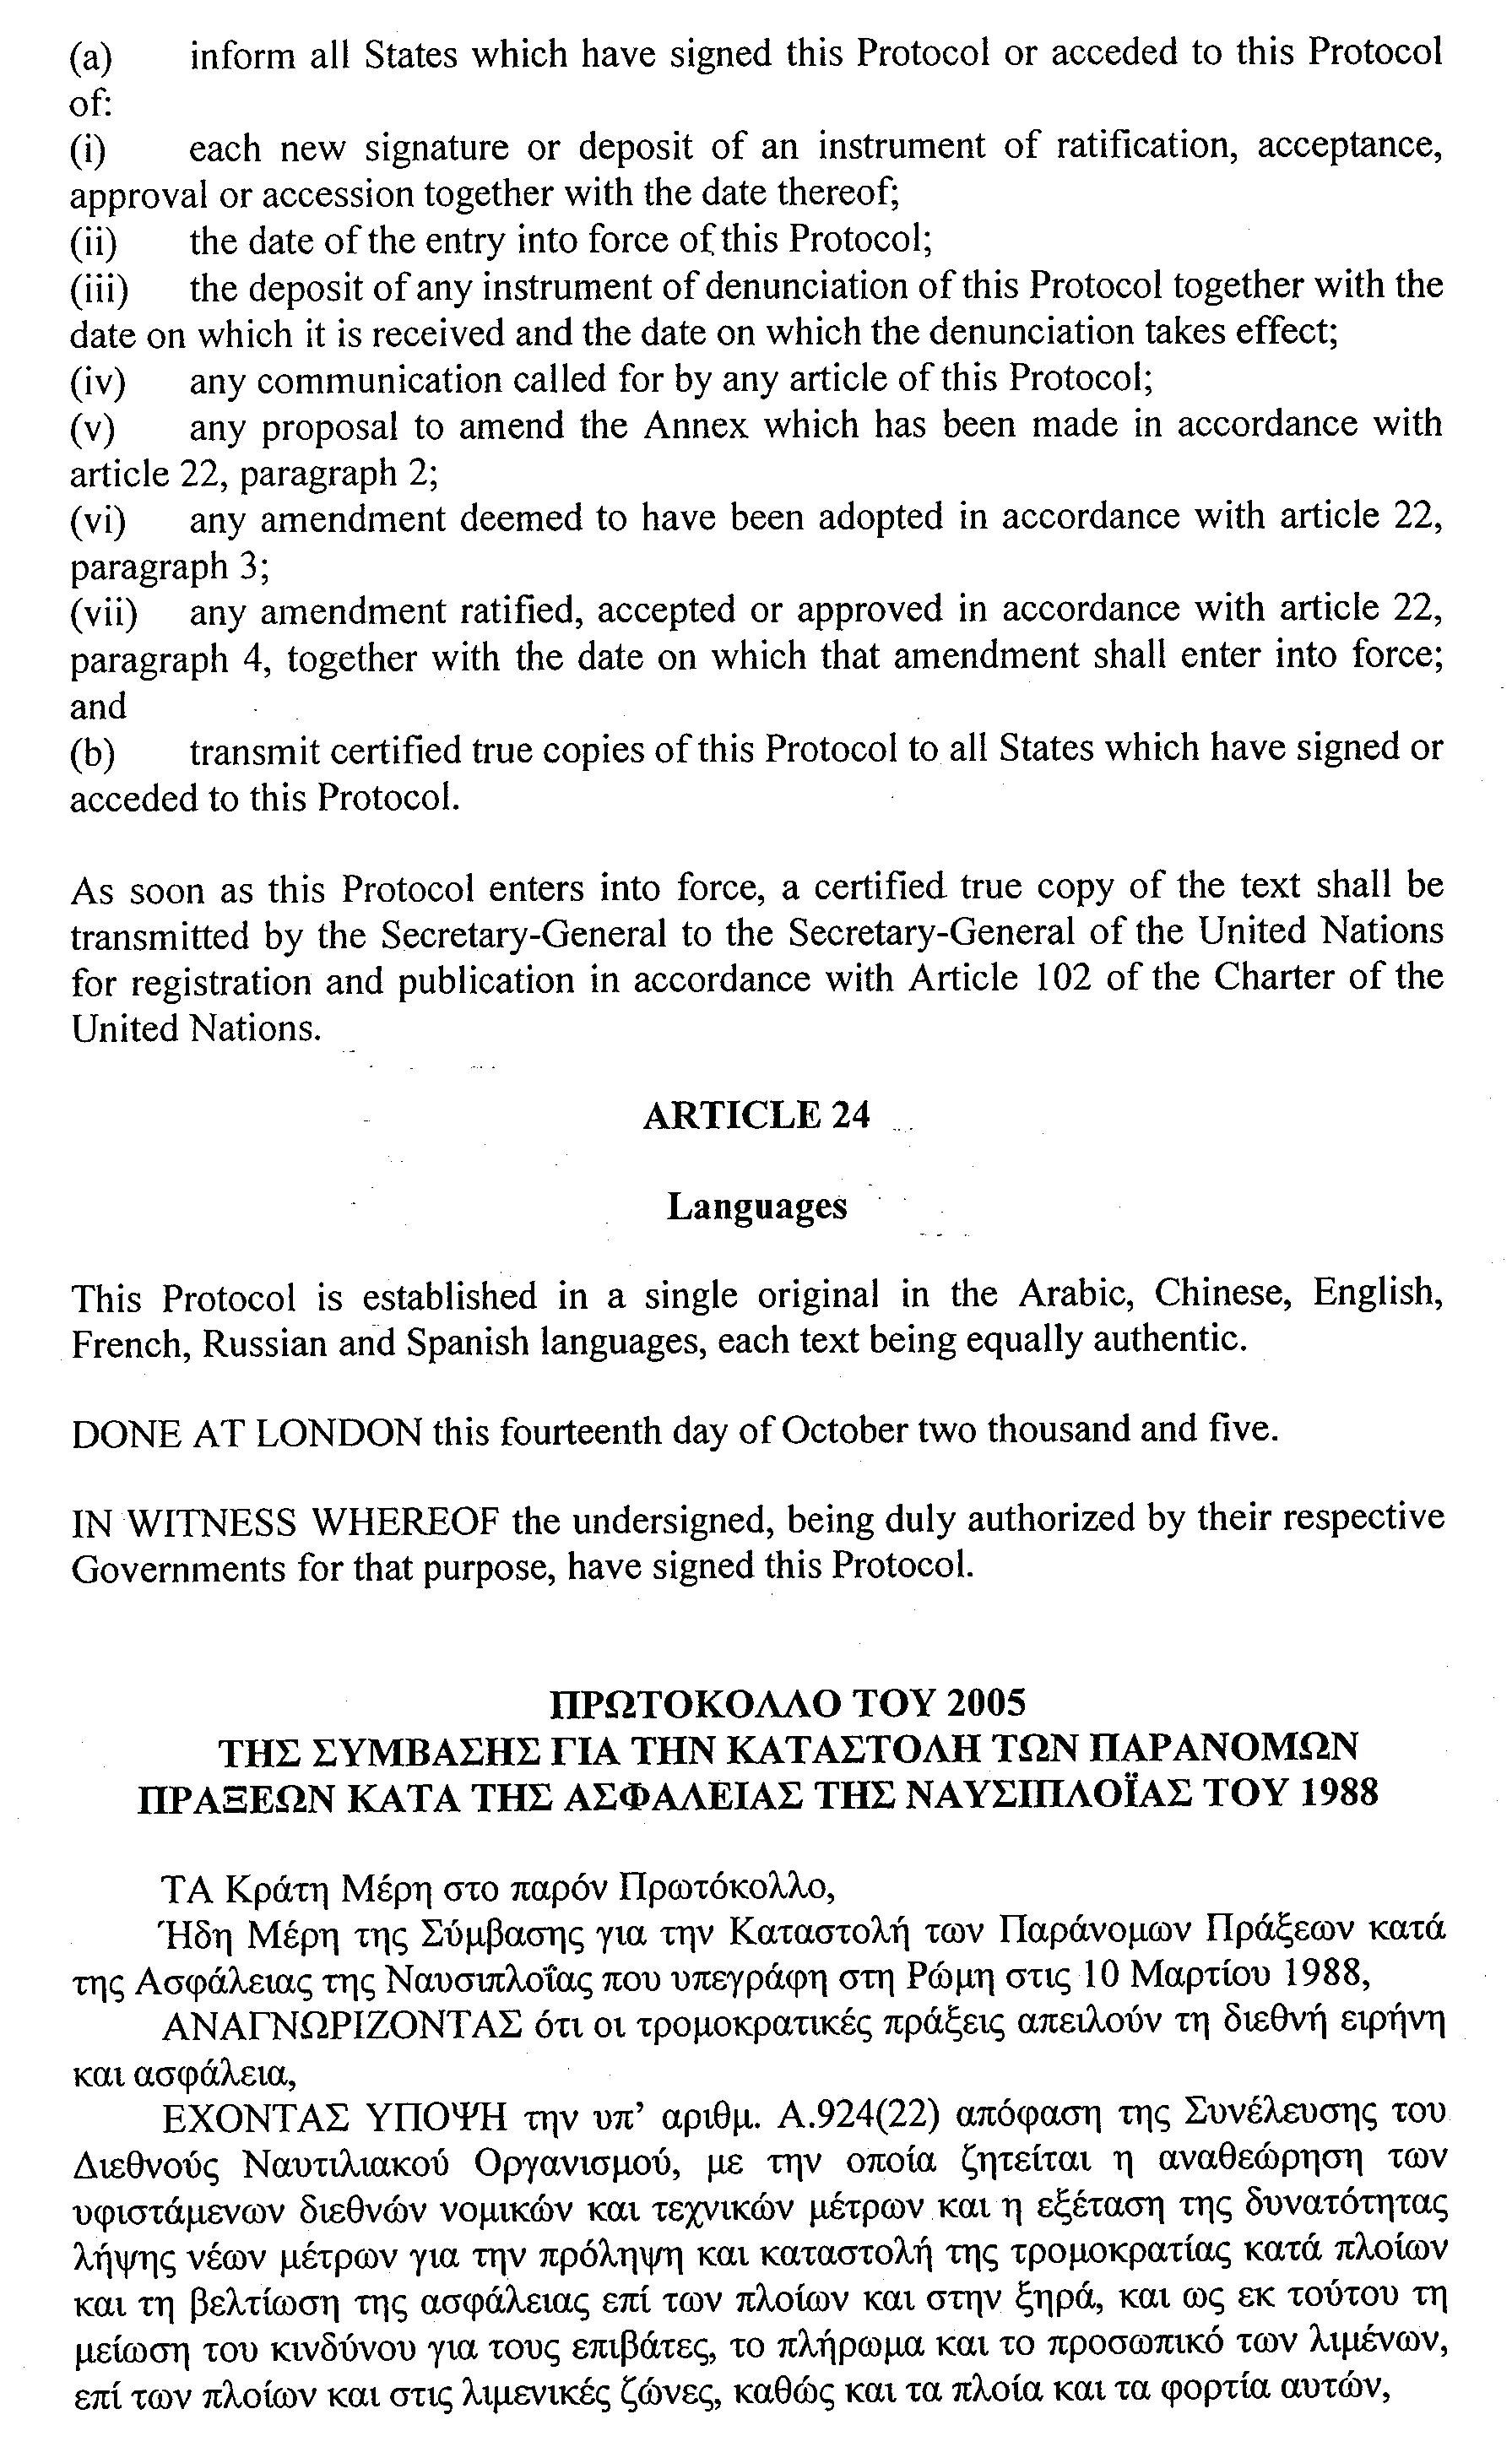 (a) inform all States which have signed this Protocol or acceded to this Protocol
of:
(i) each new signature or deposit of an instrument of ratification, acceptance,
approval or accession together with the date thereof;
(ii) the date of the entry into force of this Protocol;
(iii) the deposit of any instrument of denunciation of this Protocol together with the
date on which it is received and the date on which the denunciation takes effect;
(iv) any communication called for by any article of this Protocol;
(v) any proposal to amend the Annex which has been made in accordance with
article 22, paragraph 2;
(vi) any amendment deemed to have been adopted in accordance with article 22,
paragraph 3;
(vii) any amendment ratified, accepted or approved in accordance with article 22,
paragraph 4, together with the date on which that amendment shall enter into force;
and
(b) transmit certified true copies of this Protocol to all States which have signed or
acceded to this Protocol.
As soon as this Protocol enters into force, a certified true copy of the text shall be
transmitted by the Secretary-General to the Secretary-General of the United Nations
for registration and publication in accordance with Article 102 of the Charter of the
United Nations.
ARTICLE 24
Languages
This Protocol is established in a single original in the Arabic, Chinese, English,
French, Russian and Spanish languages, each text being equally authentic.
DONE AT LONDON this fourteenth day of October two thousand and five.
IN WITNESS WHEREOF the undersigned, being duly authorized by their respective
Governments for that purpose, have signed this Protocol.
ΠΡΩΤΟΚΟΛΛΟ ΤΟΥ 2005
ΤΗΣ ΣΥΜΒΑΣΗΣ ΓΙΑ ΤΗΝ ΚΑΤΑΣΤΟΛΗ ΤΩΝ ΠΑΡΑΝΟΜΩΝ
ΠΡΑΞΕΩΝ ΚΑΤΑ ΤΗΣ ΑΣΦΑΛΕΙΑΣ ΤΗΣ ΝΑΥΣΙΠΛΟΪΑΣ ΤΟΥ 1988
ΤΑ Κράτη Μέρη στο παρόν Πρωτόκολλο,
Ήδη Μέρη της Σύμβασης για την Καταστολή των Παράνομων Πράξεων κατά
της Ασφάλειας της Ναυσιπλοΐας που υπεγράφη στη Ρώμη στις 10 Μαρτίου 1988,
ΑΝΑΓΝΩΡΙΖΟΝΤΑΣ ότι οι τρομοκρατικές πράξεις απειλούν τη διεθνή ειρήνη
και ασφάλεια,
ΕΧΟΝΤΑΣ ΥΠΟΨΗ την υπ’ αριθμ. Α.924(22) απόφαση της Συνέλευσης του
Διεθνούς Ναυτιλιακού Οργανισμού, με την οποία ζητείται η αναθεώρηση των
υφιστάμενων διεθνών νομικών και τεχνικών μέτρων και η εξέταση της δυνατότητας
λήψης νέων μέτρων για την πρόληψη και καταστολή της τρομοκρατίας κατά πλοίων
και τη βελτίωση της ασφάλειας επί των πλοίων και στην ξηρά, και ως εκ τούτου τη
μείωση του κινδύνου για τους επιβάτες, το πλήρωμα και το προσωπικό των λιμένων,
επί των πλοίων και στις λιμενικές ζώνες, καθώς και τα πλοία και τα φορτία αυτών,